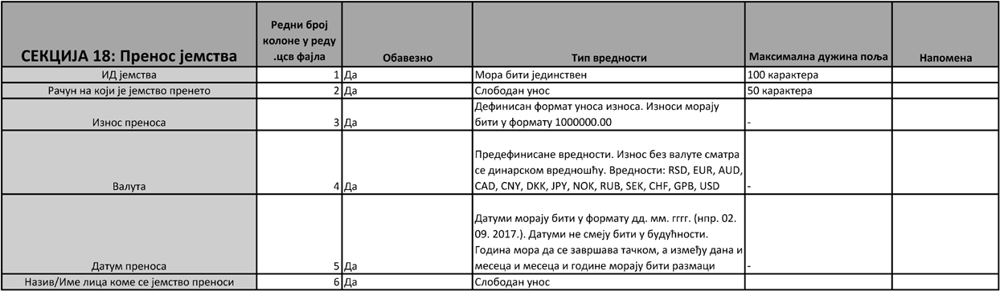 СЕКЦИЈА 18: Пренос јемства
Редни број
колоне у реду
.цсв фајла
Обавезно
Тип вредности
Максимална дужина поља
Напомена
ИД јемства
1
Да
Мора бити јединствен
100 карактера
Рачун на који је јемство пренето
2
Да
Слободан унос
50 карактера
Износ преноса
3
Да
Дефинисан формат уноса износа. Износи морају
бити у формату 1000000.00
-
Валута
4
Да
Предефинисане вредности. Износ без валуте сматра
се динарском вредношћу. Вредности: RSD, EUR, AUD,
CAD, CNY, DKK, JPY, NOK, RUB, SEK, CHF, GPB, USD
-
Датум преноса
5
Да
Датуми морају бити у формату дд. мм. гггг. (нпр. 02.
09. 2017.). Датуми не смеју бити у будућности.
Година мора да се завршава тачком, а између дана и
месеца и месеца и године морају бити размаци
-
Назив/Име лица коме се јемство преноси
6
Да
Слободан унос